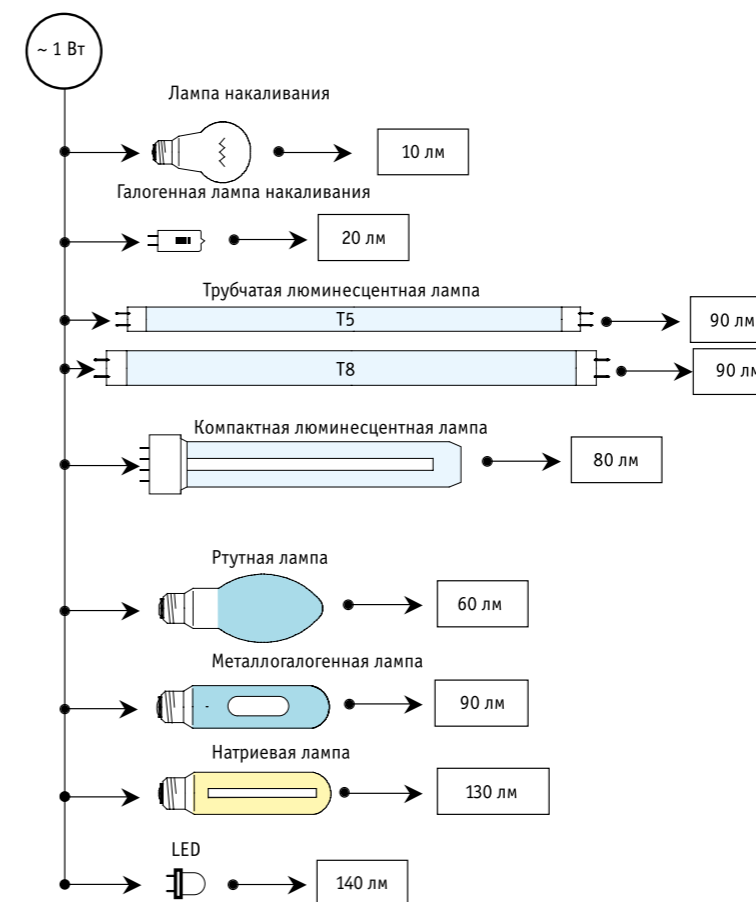 ~ 1 Вт
Лампа накаливания
10 лм
Галогенная лампа накаливания
20 лм
Трубчатая люминесцентная лампа
T5
90 лм
T8
90 лм
Компактная люминесцентная лампа
80 лм
Ртутная лампа
60 лм
Металлогалогенная лампа
90 лм
Натриевая лампа
130 лм
LED
140 лм